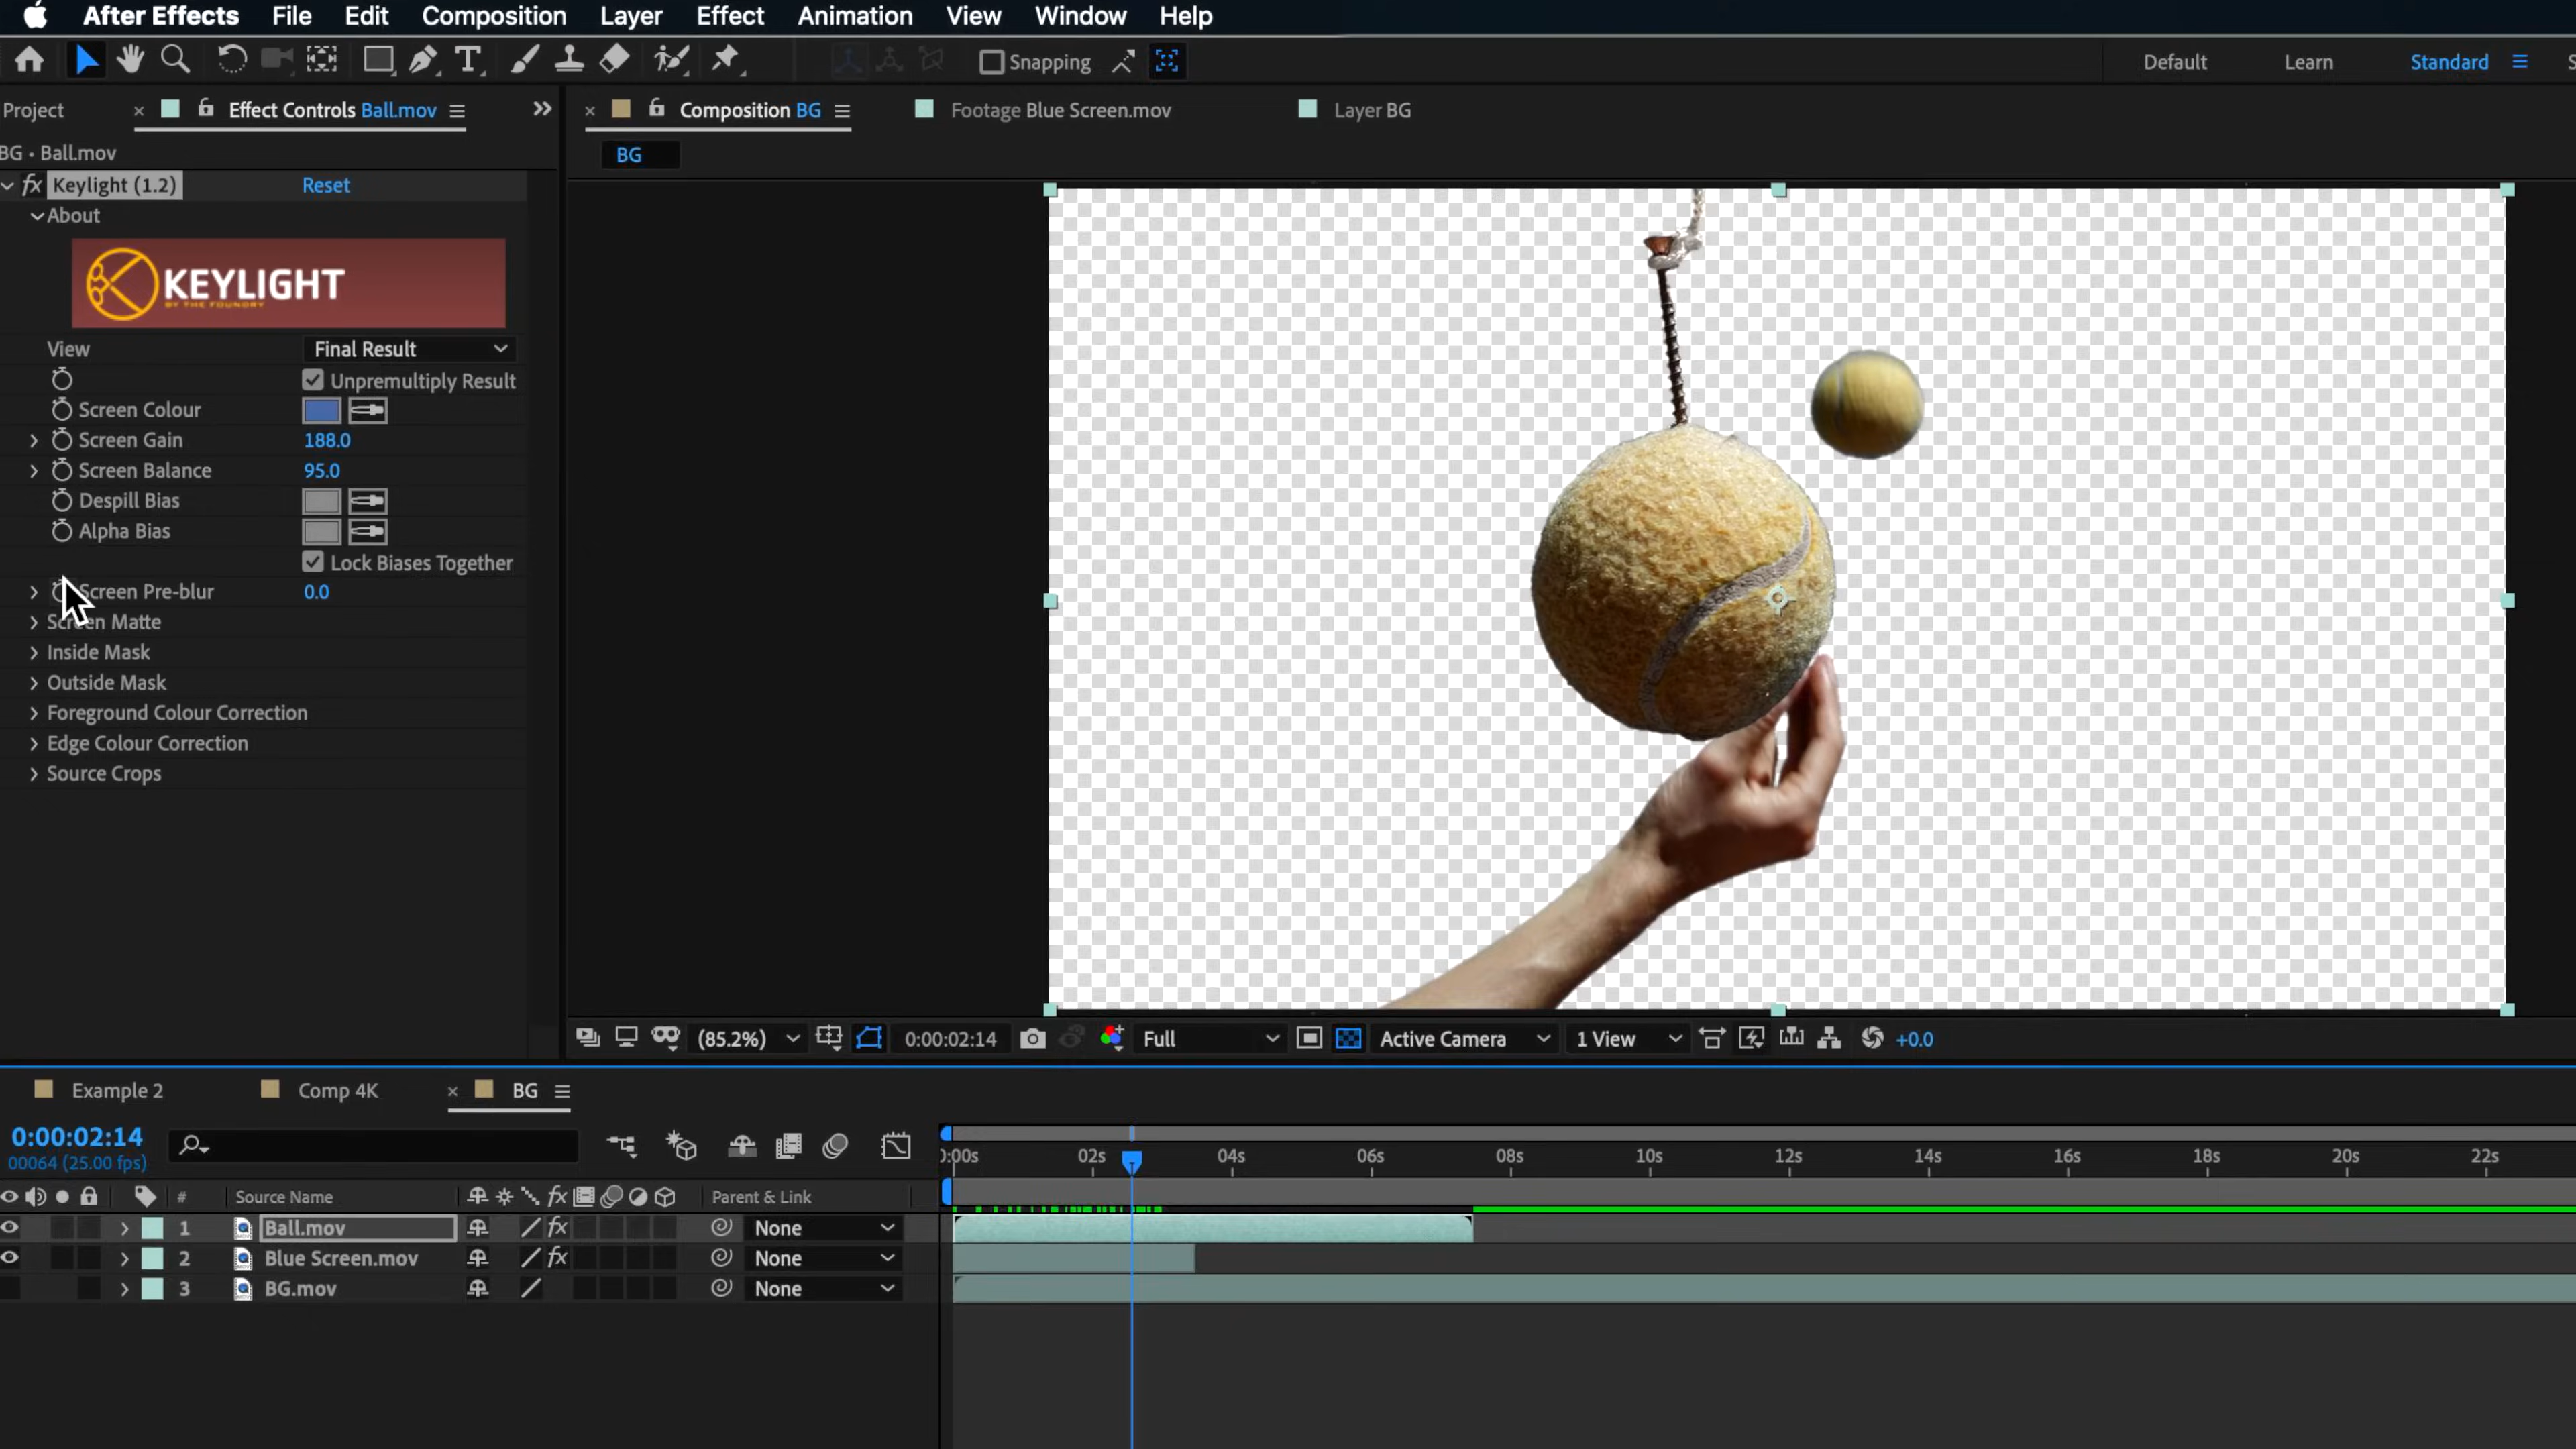 After Effects File Edit Composition Layer Effect Animation View Window Help
Snapping Default Learn Standard
Project Effect Controls Ball.mov Composition BG Footage Blue Screen.mov Layer BG
BG • Ball.mov
BG
fx Keylight (1.2) Reset
About
KEYLIGHT
BY THE FOUNDRY
View Final Result
Unpremultiply Result
Screen Colour
Screen Gain 188.0
Screen Balance 95.0
Despill Bias
Alpha Bias
Lock Biases Together
Screen Pre-blur 0.0
Screen Matte
Inside Mask
Outside Mask
Foreground Colour Correction
Edge Colour Correction
Source Crops
(85.2%) 0:00:02:14 Full Active Camera 1 View +0.0
Example 2 Comp 4K BG
0:00:02:14
00064 (25.00 fps)
0:00s 02s 04s 06s 08s 10s 12s 14s 16s 18s 20s 22s
# Source Name fx Parent & Link
1 Ball.mov fx None
2 Blue Screen.mov fx None
3 BG.mov None